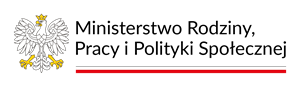 Ministerstwo Rodziny,
Pracy i Polityki Społecznej